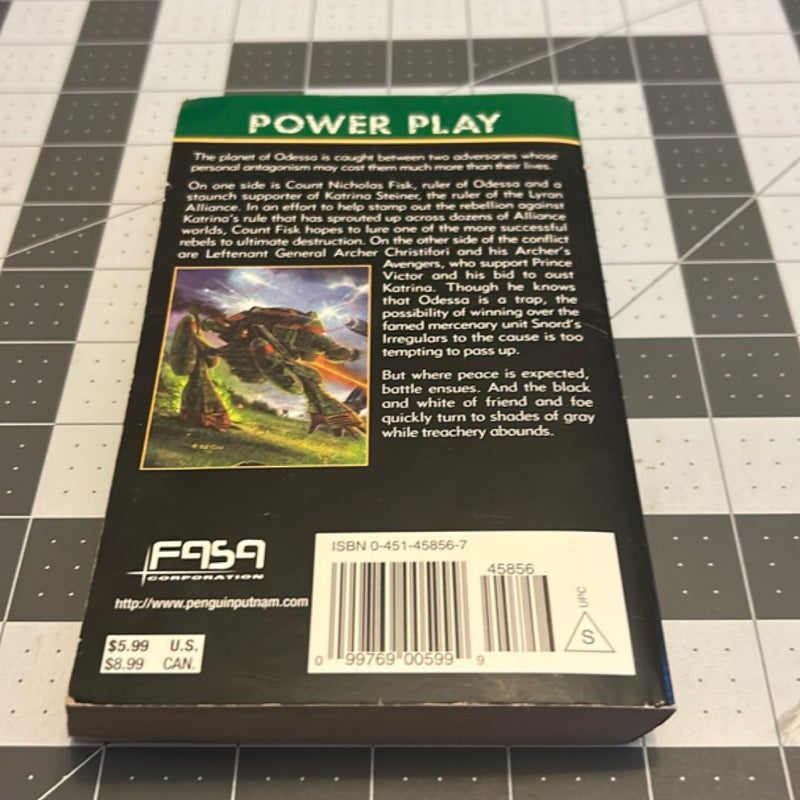 POWER PLAY
The planet of Odessa is caught between two adversaries whose
personal antagonism may cost them much more than their lives.
On one side is Count Nicholas Fisk, ruler of Odessa and a
staunch supporter of Katrina Steiner, the ruler of the Lyran
Alliance. In an effort to help stamp out the rebellion against
Katrina's rule that has sprouted up across dozens of Alliance
worlds, Count Fisk hopes to lure one of the more successful
rebels to ultimate destruction. On the other side of the conflict
are Leftenant General Archer Christifori and his Archer's
Avengers, who support Prince
Victor and his bid to oust
Katrina. Though he knows
that Odessa is a trap, the
possibility of winning over the
famed mercenary unit Snord's
Irregulars to the cause is too
tempting to pass up.
But where peace is expected,
battle ensues. And the black
and white of friend and foe
quickly turn to shades of gray
while treachery abounds.
FASA
CORPORATION
http://www.penguinputnam.com
$5.99 U.S.
$8.99 CAN.
ISBN 0-451-45856-7
45856
0 99769 00599 9
UPC
S